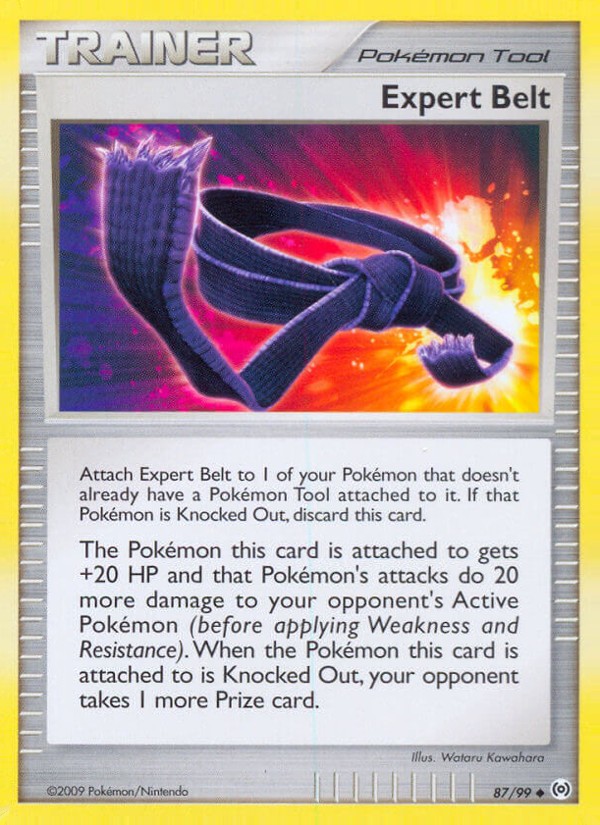 TRAINER
Pokémon Tool
Expert Belt
Attach Expert Belt to 1 of your Pokémon that doesn't
already have a Pokémon Tool attached to it. If that
Pokémon is Knocked Out, discard this card.
The Pokémon this card is attached to gets
+20 HP and that Pokémon's attacks do 20
more damage to your opponent's Active
Pokémon (before applying Weakness and
Resistance). When the Pokémon this card is
attached to is Knocked Out, your opponent
takes 1 more Prize card.
Illus. Wataru Kawahara
©2009 Pokémon/Nintendo
87/99